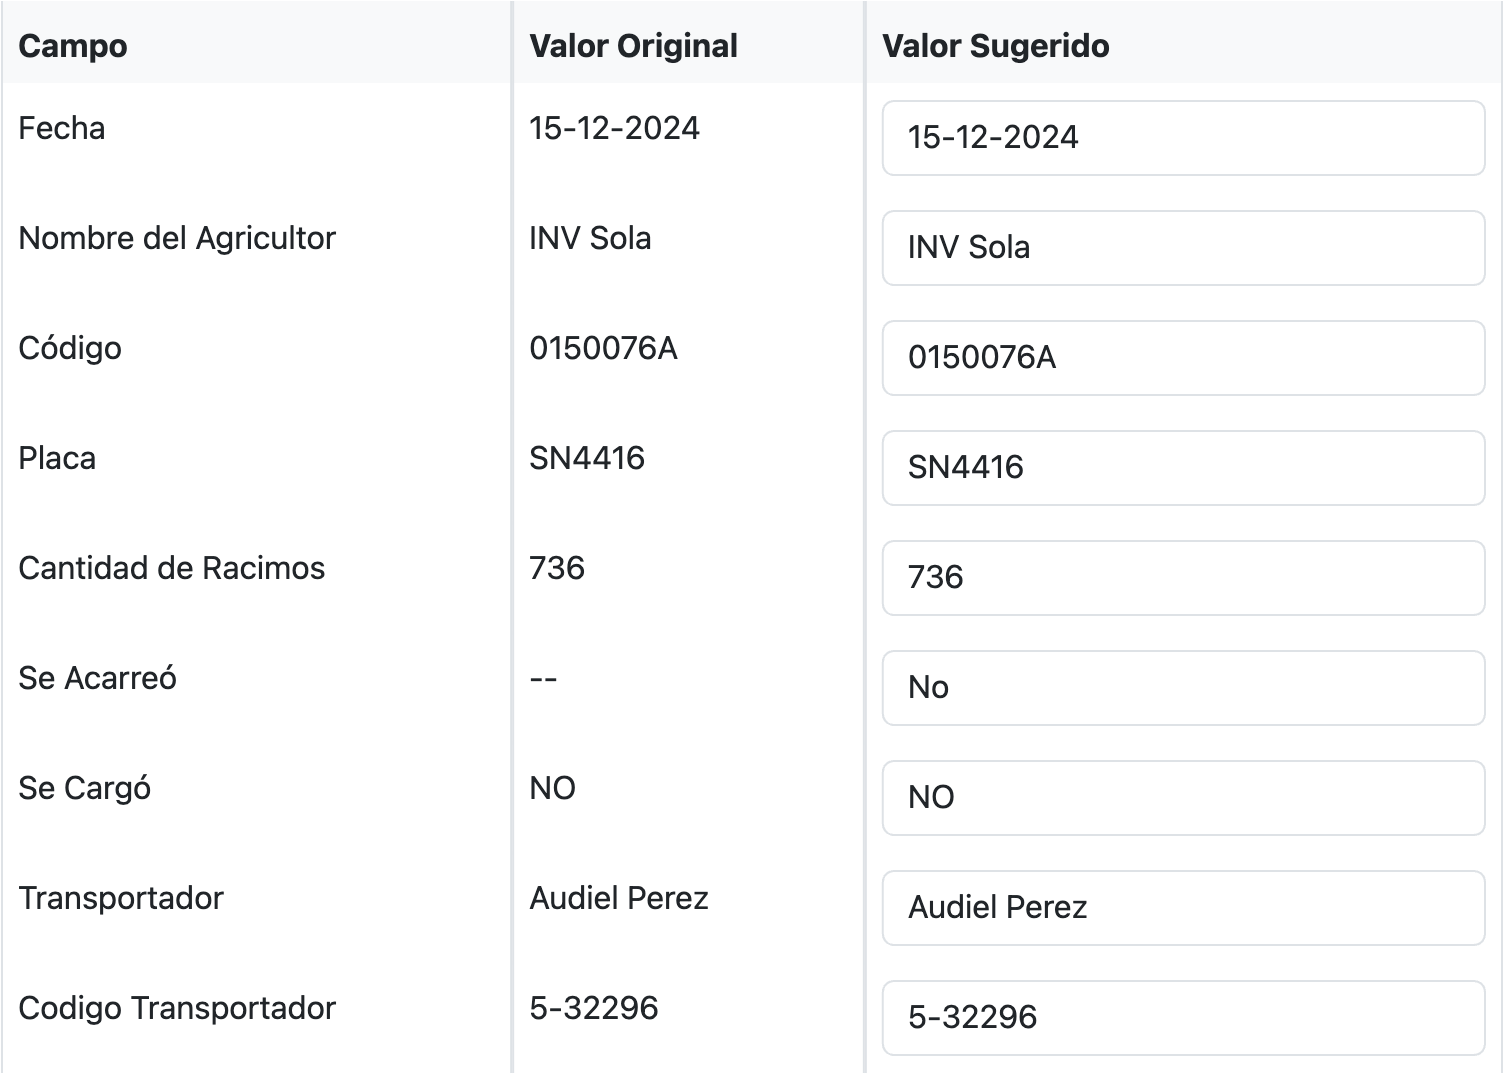 Campo Valor Original Valor Sugerido
Fecha 15-12-2024 15-12-2024
Nombre del Agricultor INV Sola INV Sola
Código 0150076A 0150076A
Placa SN4416 SN4416
Cantidad de Racimos 736 736
Se Acarreó -- No
Se Cargó NO NO
Transportador Audiel Perez Audiel Perez
Codigo Transportador 5-32296 5-32296